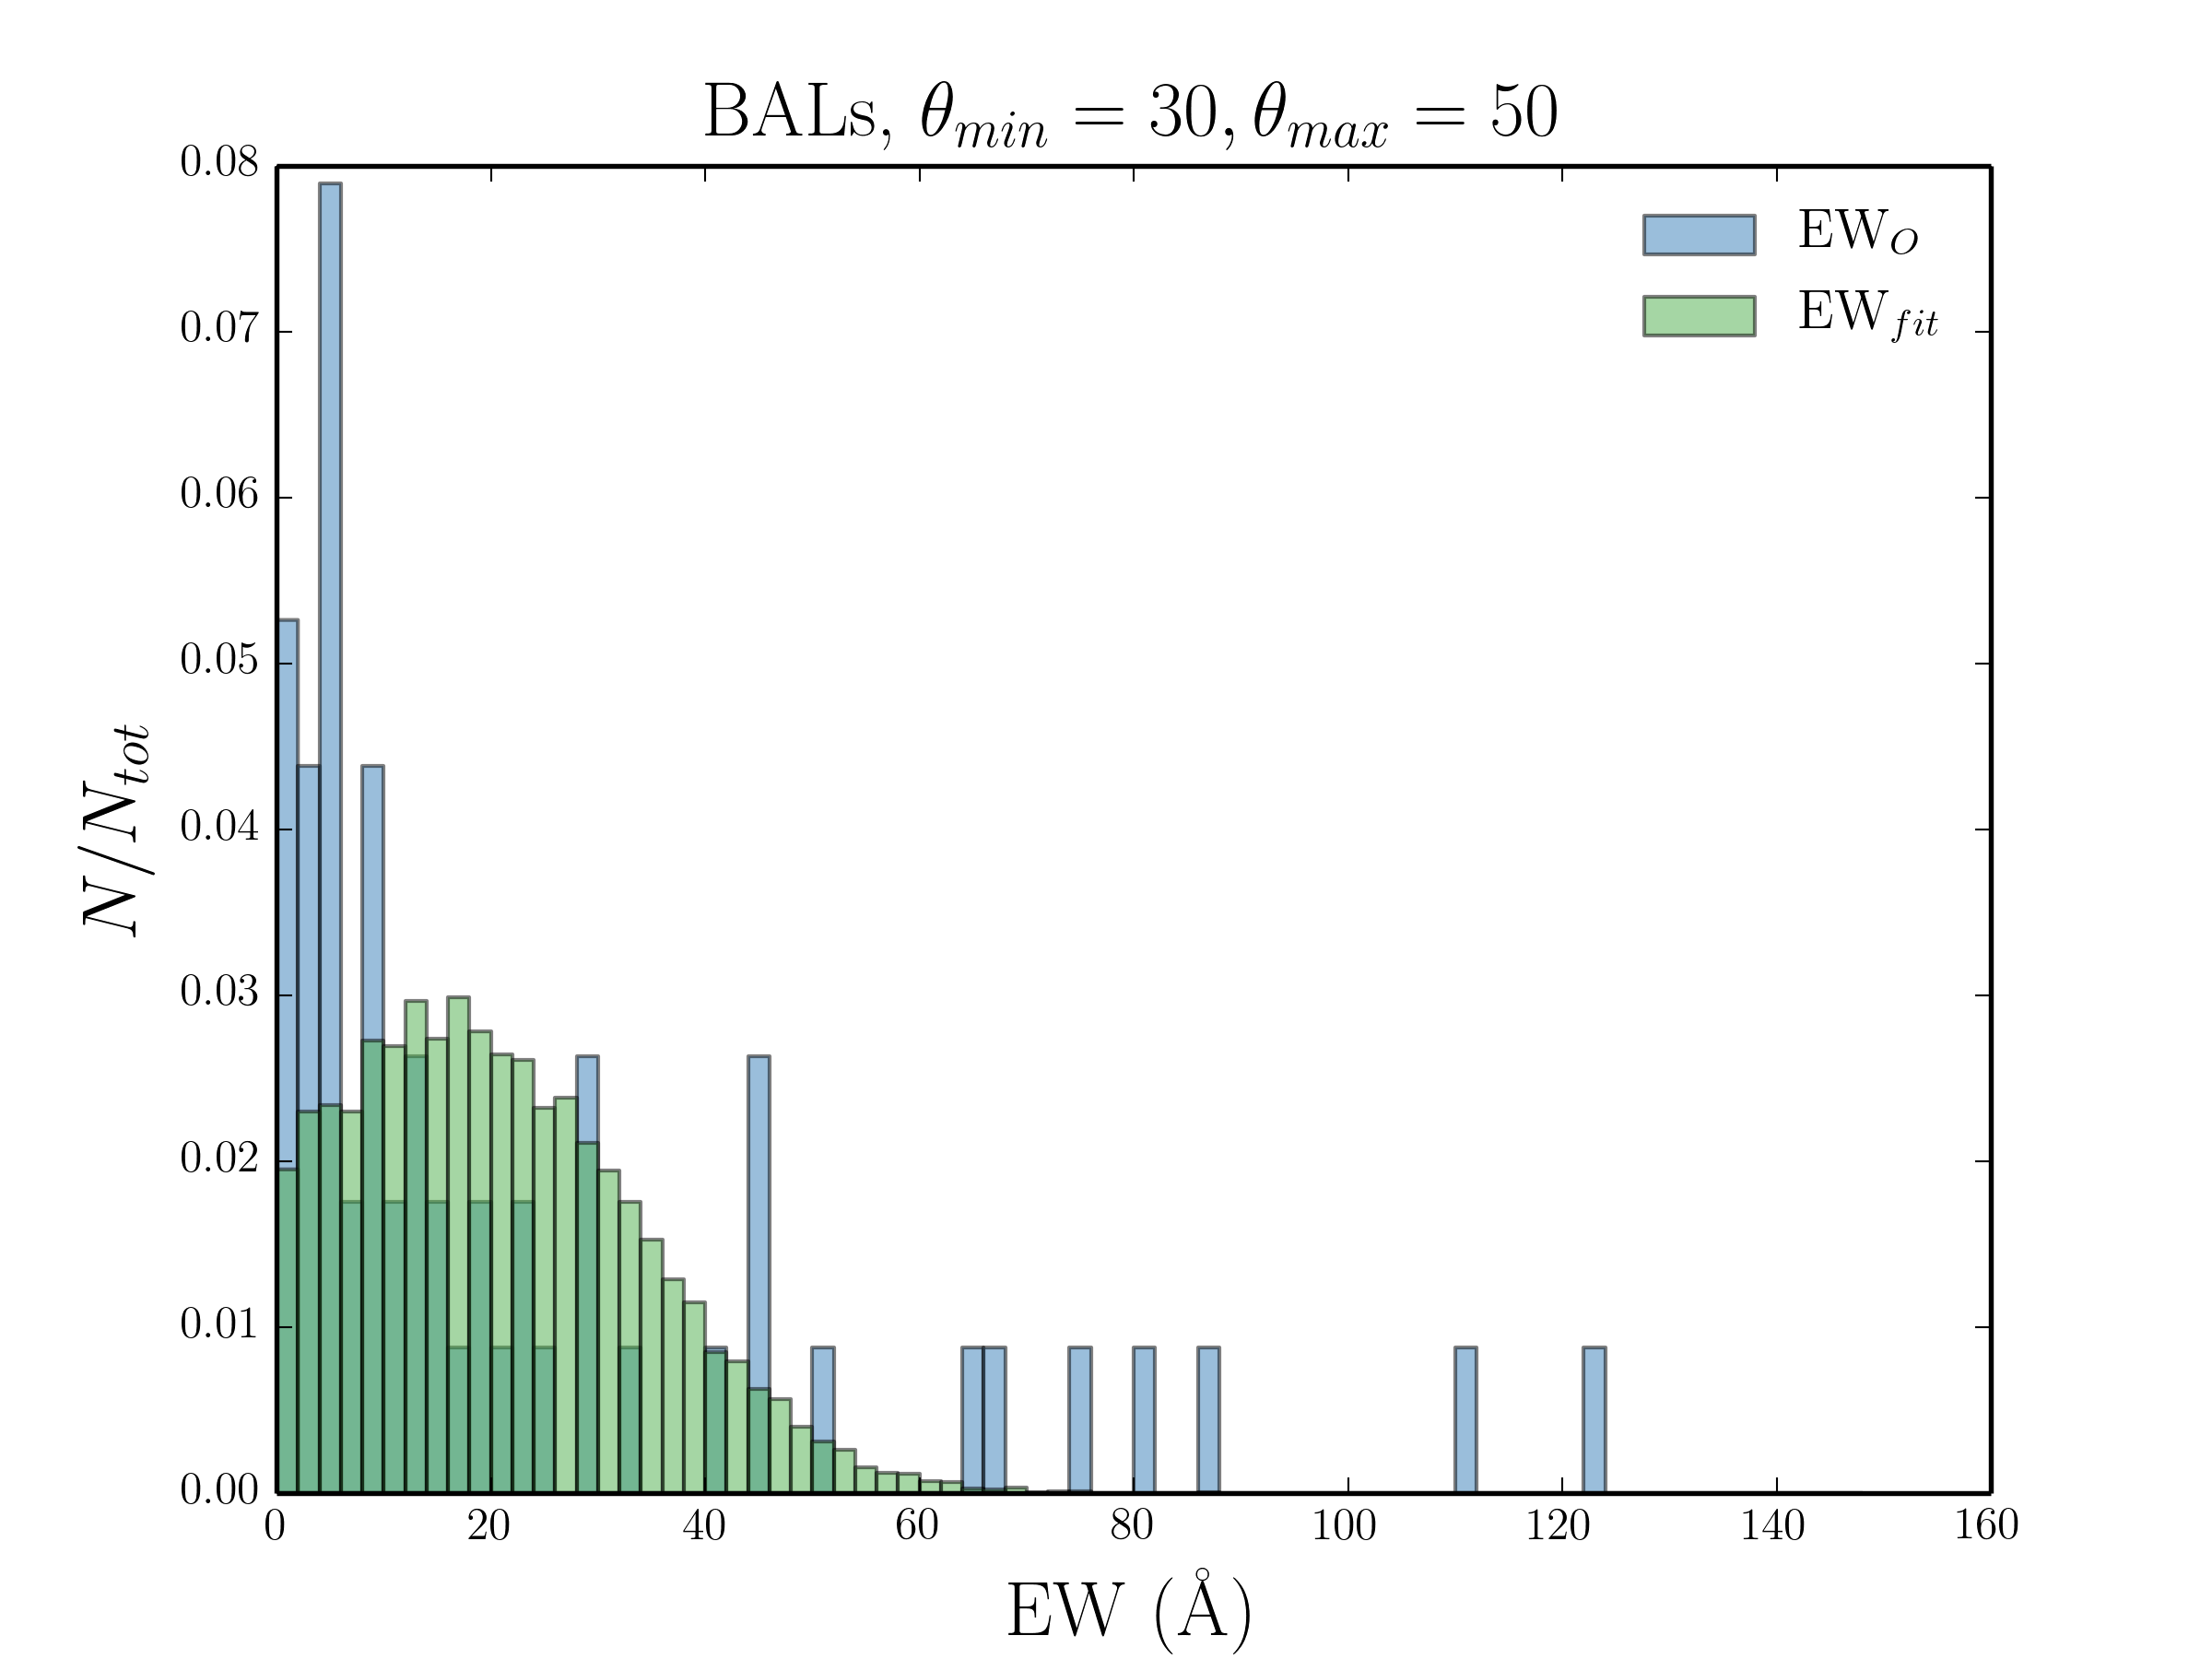 BALs, θ_min = 30, θ_max = 50
0.08
0.07
0.06
0.05
0.04
0.03
0.02
0.01
0.00
N/N_tot
EW_O
EW_fit
0 20 40 60 80 100 120 140 160
EW (Å)